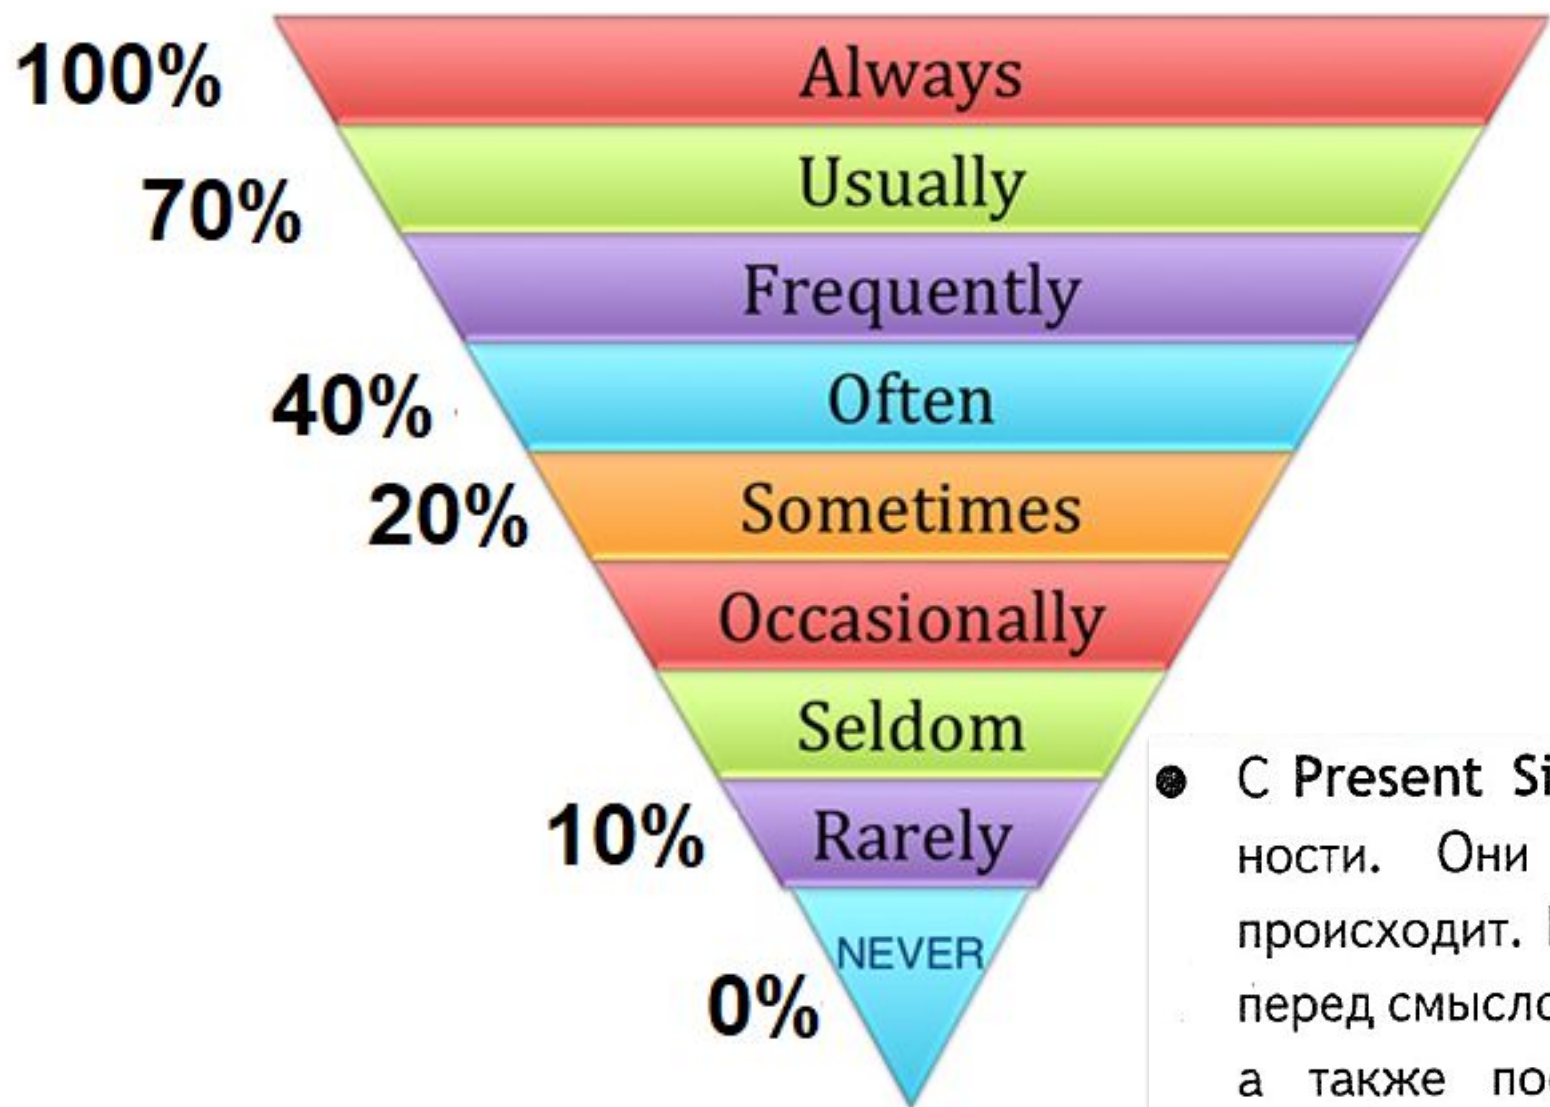 100% Always
70% Usually
Frequently
40% Often
20% Sometimes
Occasionally
Seldom
10% Rarely
NEVER
0%
● С Present
ности. Они
происходит.
перед
а также